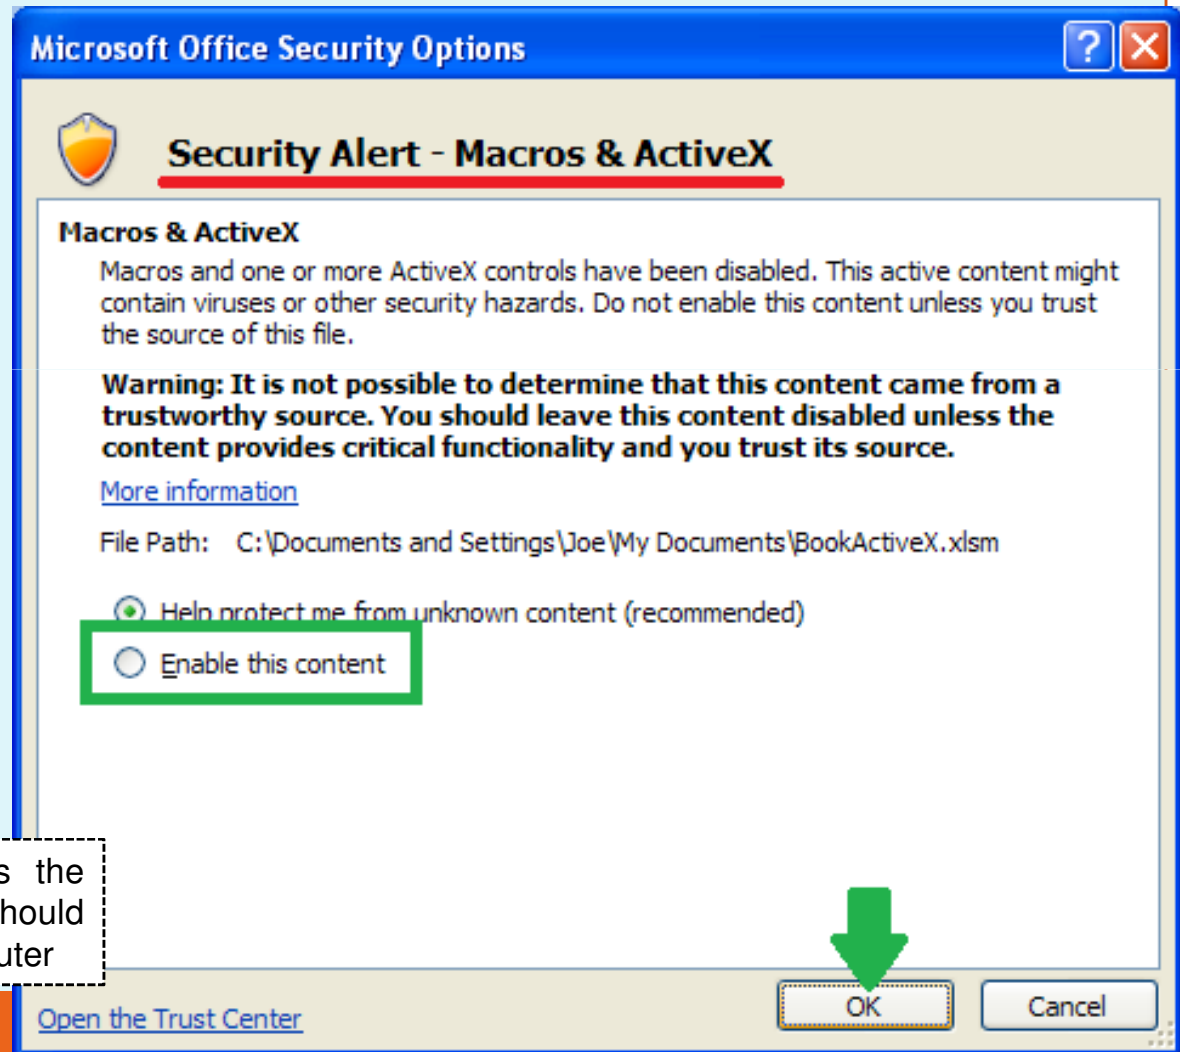 Microsoft Office Security Options
Security Alert - Macros & ActiveX
Macros & ActiveX
Macros and one or more ActiveX controls have been disabled. This active content might
contain viruses or other security hazards. Do not enable this content unless you trust
the source of this file.
Warning: It is not possible to determine that this content came from a
trustworthy source. You should leave this content disabled unless the
content provides critical functionality and you trust its source.
More information
File Path: C:\Documents and Settings\Joe\My Documents\BookActiveX.xlsm
Help protect me from unknown content (recommended)
Enable this content
the
Open the Trust Center
OK
Cancel